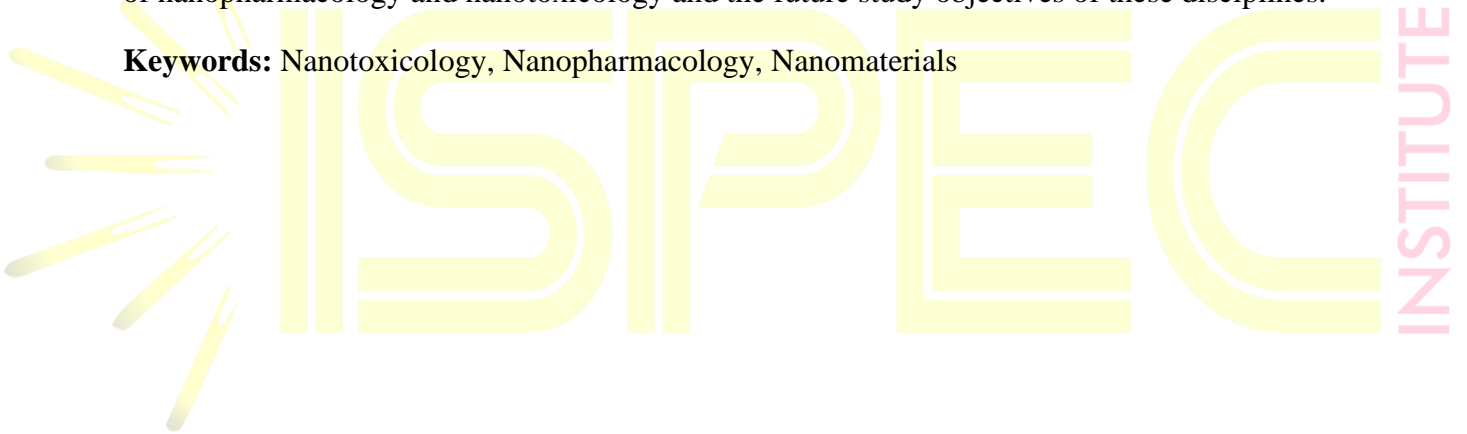 of nanopharmacology and nanotoxicology and the future study objectives of these disciplines.
Keywords: Nanotoxicology, Nanopharmacology, Nanomaterials
ISPEC
INSTITUTE